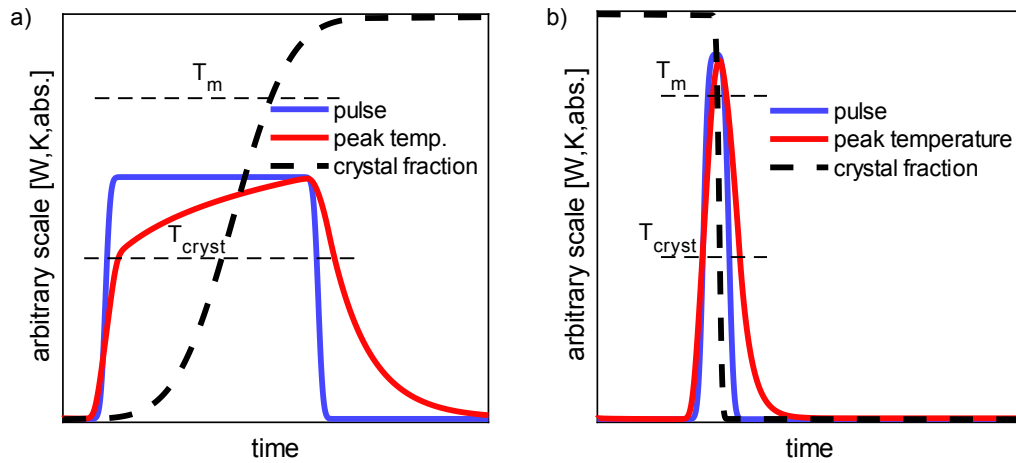 a)
arbitrary scale [W,K,abs.]
T_m
pulse
peak temp.
crystal fraction
T_cryst
time
b)
arbitrary scale [W,K,abs.]
T_m
pulse
peak temperature
crystal fraction
T_cryst
time